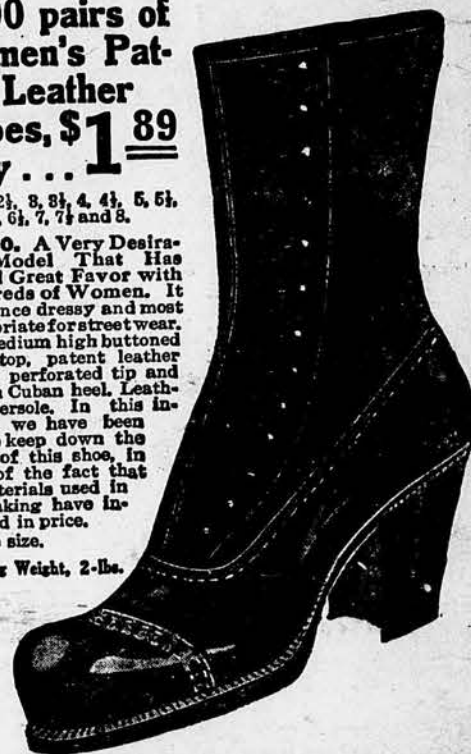 00 pairs of
men's Pat-
Leather
oes, $1 89
y...
2½, 3, 3½, 4, 4½, 5, 5½,
6½, 7, 7½ and 8.
0. A Very Desira-
Model That Has
d Great Favor with
reds of Women. It
nce dressy and most
priate for street wear.
edium high buttoned
top, patent leather
perforated tip and
Cuban heel. Leath-
ersole. In this in-
we have been
keep down the
of this shoe, in
of the fact that
terials used in
aking have in-
d in price.
size.
g Weight, 2-lbs.